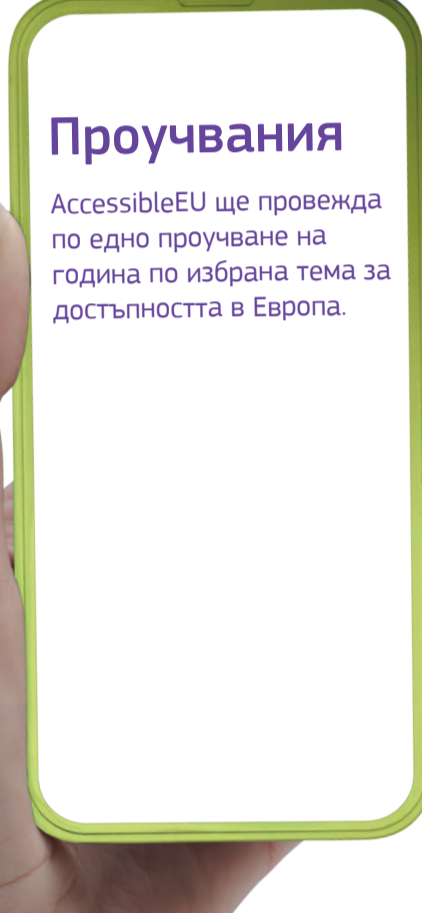 Проучвания
AccessibleEU ще провежда
по едно проучване на
година по избрана тема за
достъпността в Европа.